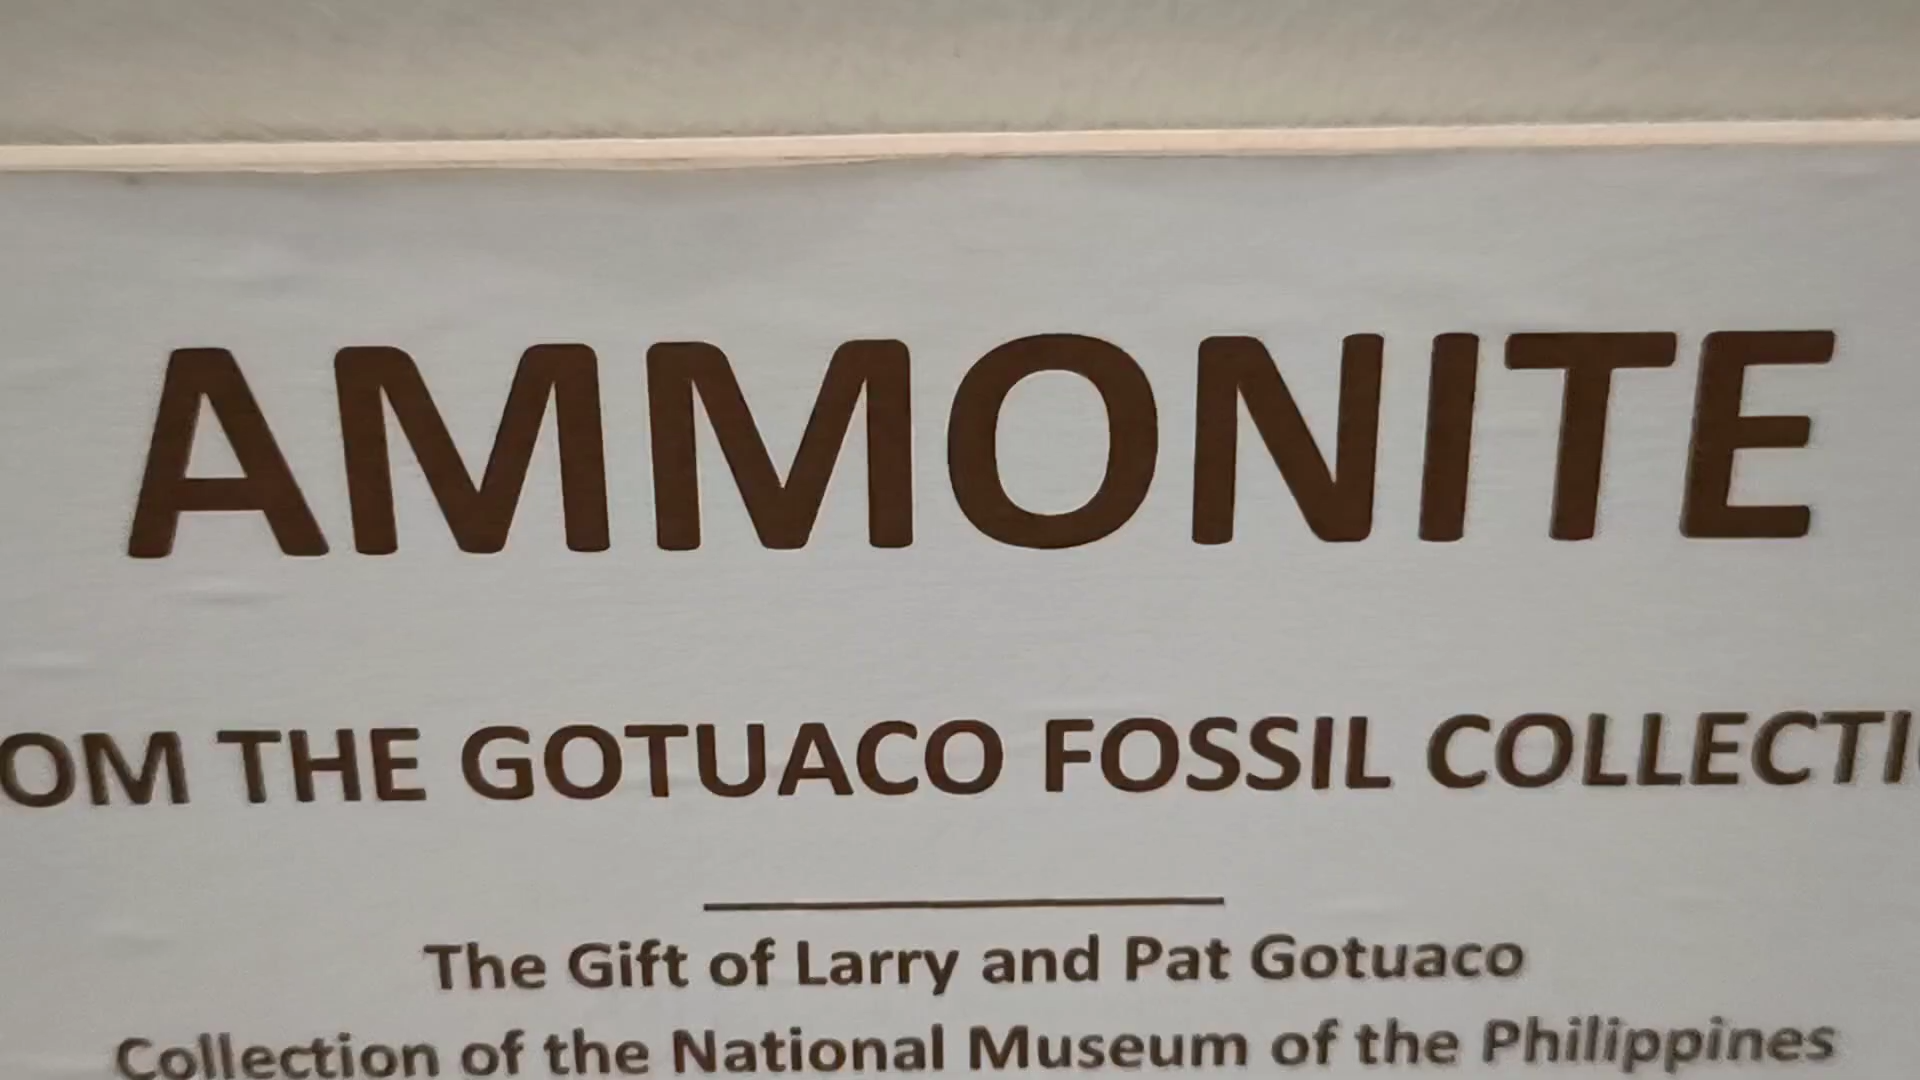 AMMONITE
OM THE GOTUACO FOSSIL COLLECTI
The Gift of Larry and Pat Gotuaco
Collection of the National Museum of the Philippines